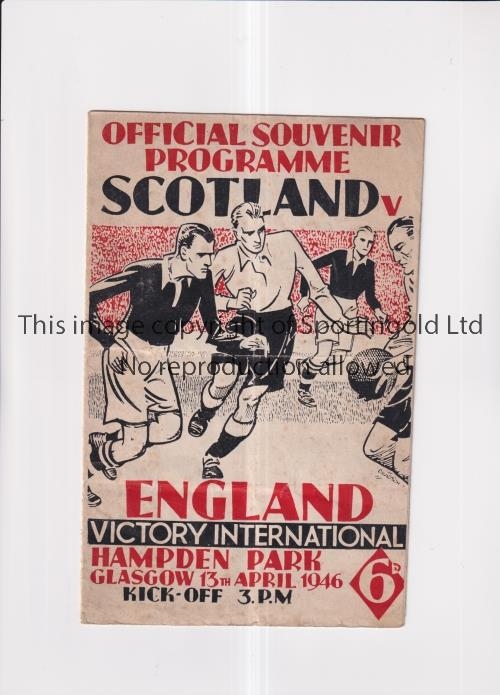 OFFICIAL SOUVENIR
PROGRAMME
SCOTLAND v
This image is copyright of Sportingold Ltd
No reproduction allowed
ENGLAND
VICTORY INTERNATIONAL
HAMPDEN PARK
GLASGOW 13TH APRIL 1946
KICK-OFF 3. P.M
6D